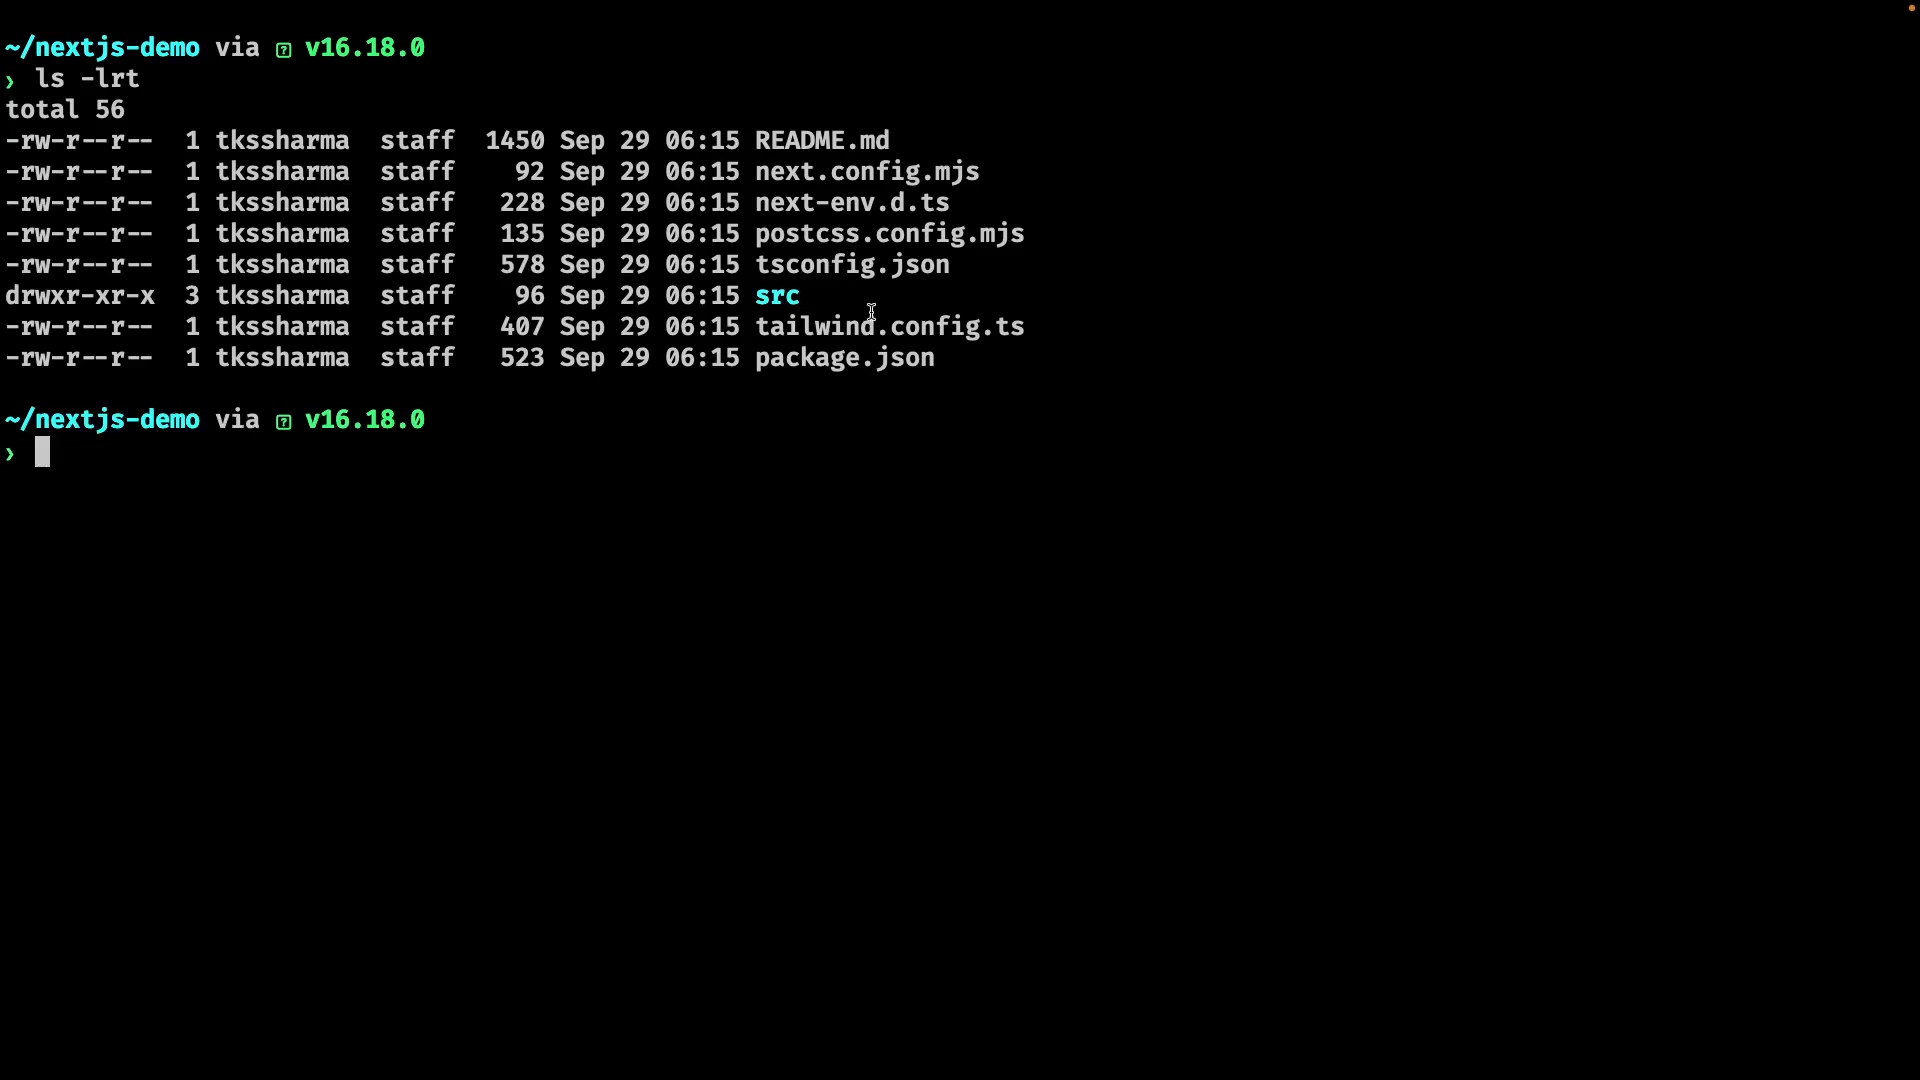 ~/nextjs-demo via ⍰ v16.18.0
❯ ls -lrt
total 56
-rw-r--r--  1 tkssharma  staff  1450 Sep 29 06:15 README.md
-rw-r--r--  1 tkssharma  staff    92 Sep 29 06:15 next.config.mjs
-rw-r--r--  1 tkssharma  staff   228 Sep 29 06:15 next-env.d.ts
-rw-r--r--  1 tkssharma  staff   135 Sep 29 06:15 postcss.config.mjs
-rw-r--r--  1 tkssharma  staff   578 Sep 29 06:15 tsconfig.json
drwxr-xr-x  3 tkssharma  staff    96 Sep 29 06:15 src
-rw-r--r--  1 tkssharma  staff   407 Sep 29 06:15 tailwind.config.ts
-rw-r--r--  1 tkssharma  staff   523 Sep 29 06:15 package.json
~/nextjs-demo via ⍰ v16.18.0
❯